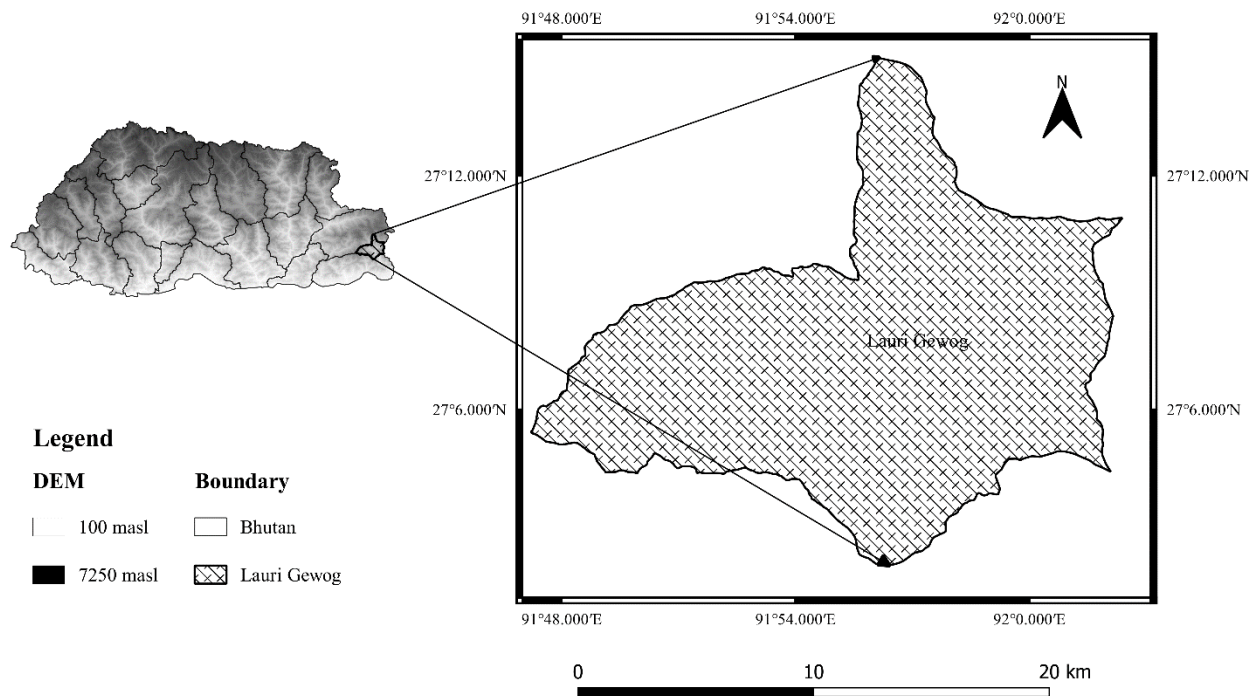 91°48.000'E 91°54.000'E 92°0.000'E
N
27°12.000'N 27°12.000'N
Lauri Gewog
27°6.000'N 27°6.000'N
Legend
DEM Boundary
100 masl Bhutan
7250 masl Lauri Gewog
91°48.000'E 91°54.000'E 92°0.000'E
0 10 20 km